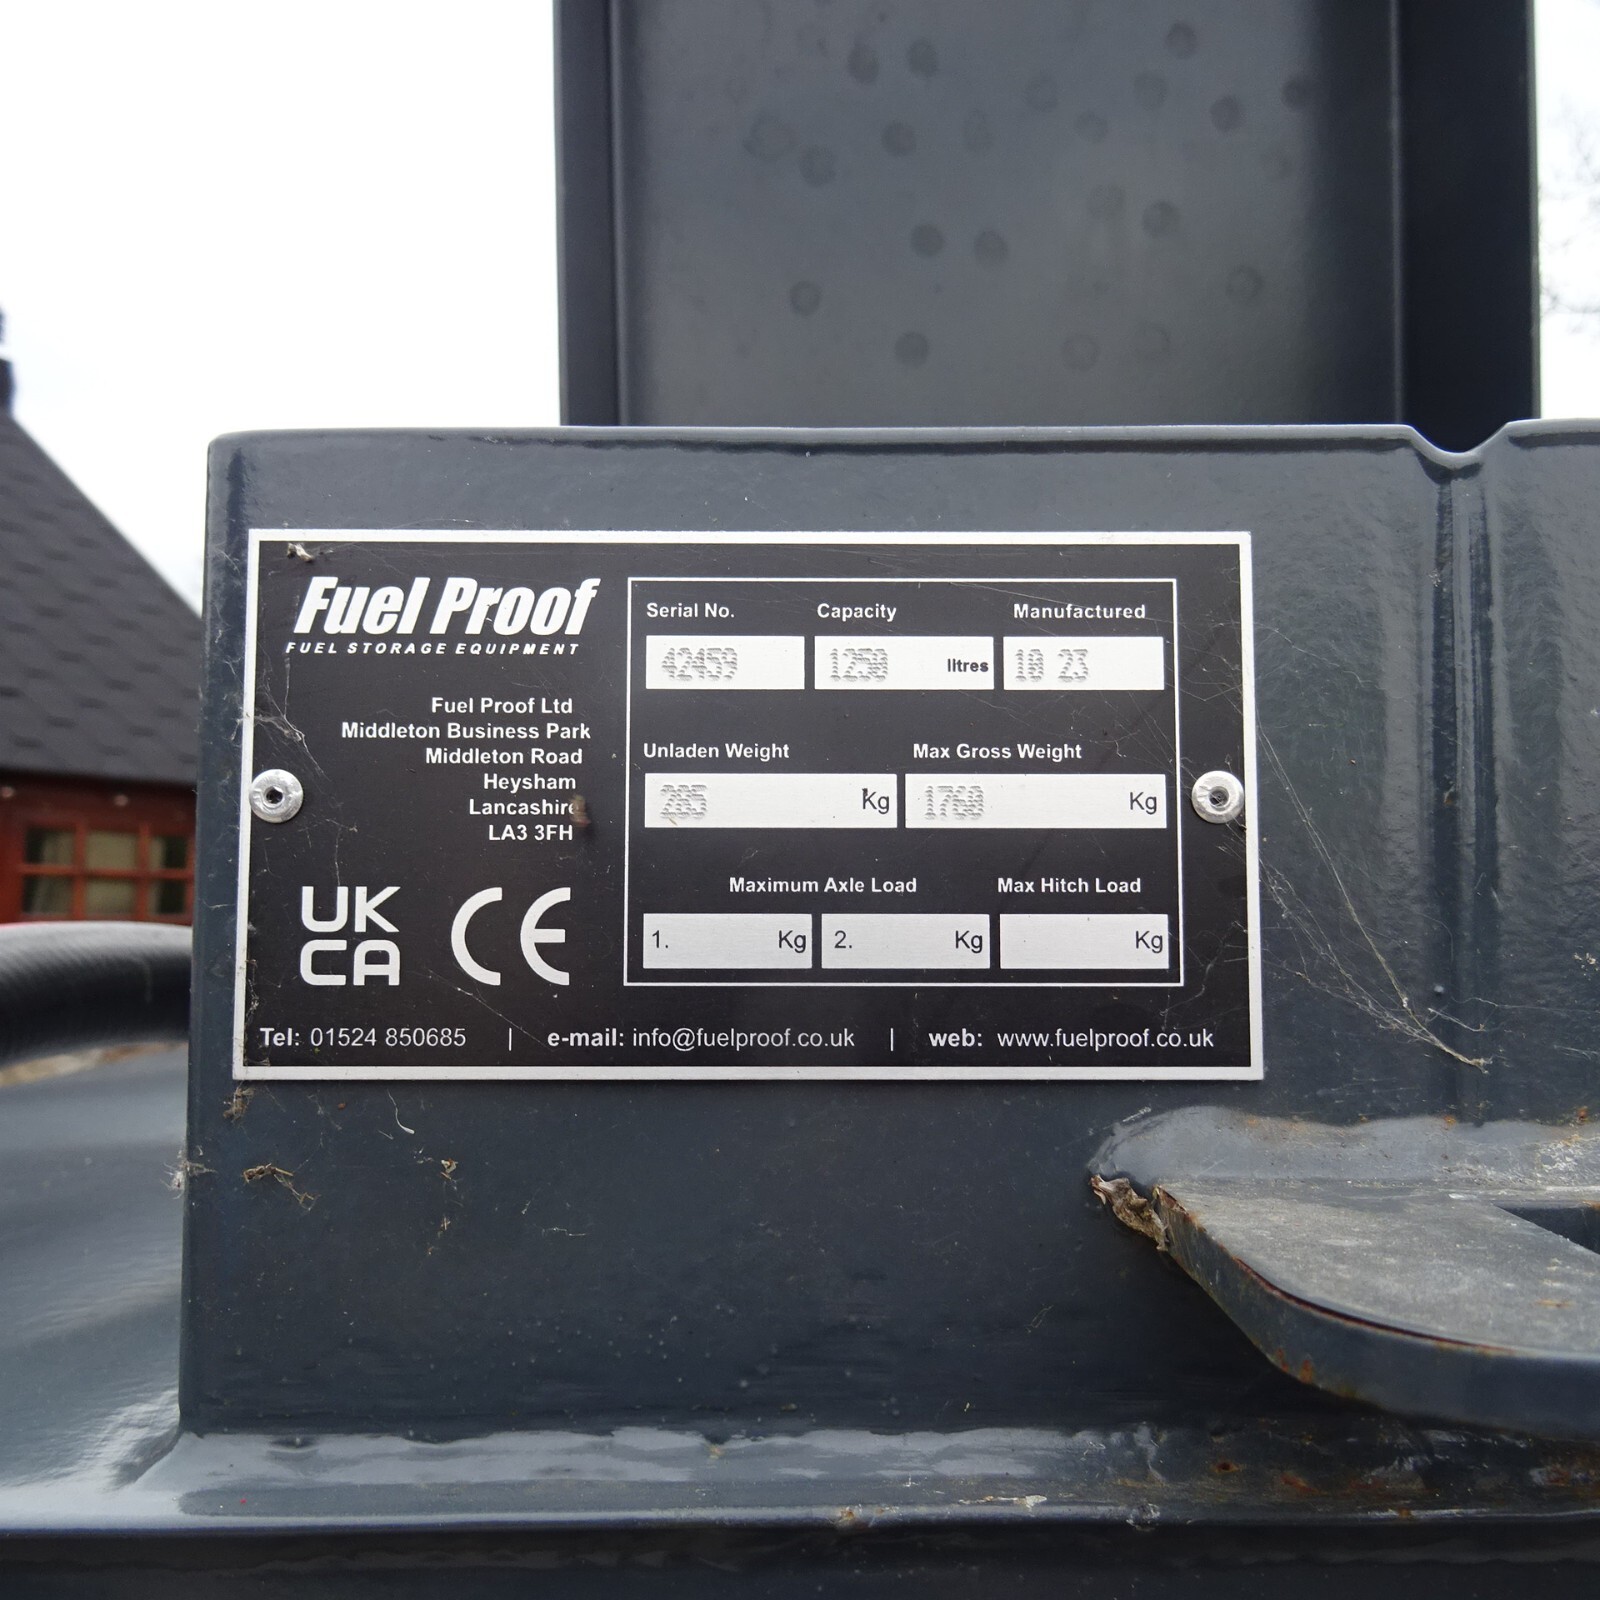 Fuel Proof
FUEL STORAGE EQUIPMENT
Fuel Proof Ltd
Middleton Business Park
Middleton Road
Heysham
Lancashire
LA3 3FH
UK
CA CE
Serial No. Capacity Manufactured
42459 1250 litres 10 23
Unladen Weight Max Gross Weight
Kg 1760 Kg
Maximum Axle Load Max Hitch Load
1. Kg 2. Kg Kg
Tel: 01524 850685 | e-mail: info@fuelproof.co.uk | web: www.fuelproof.co.uk